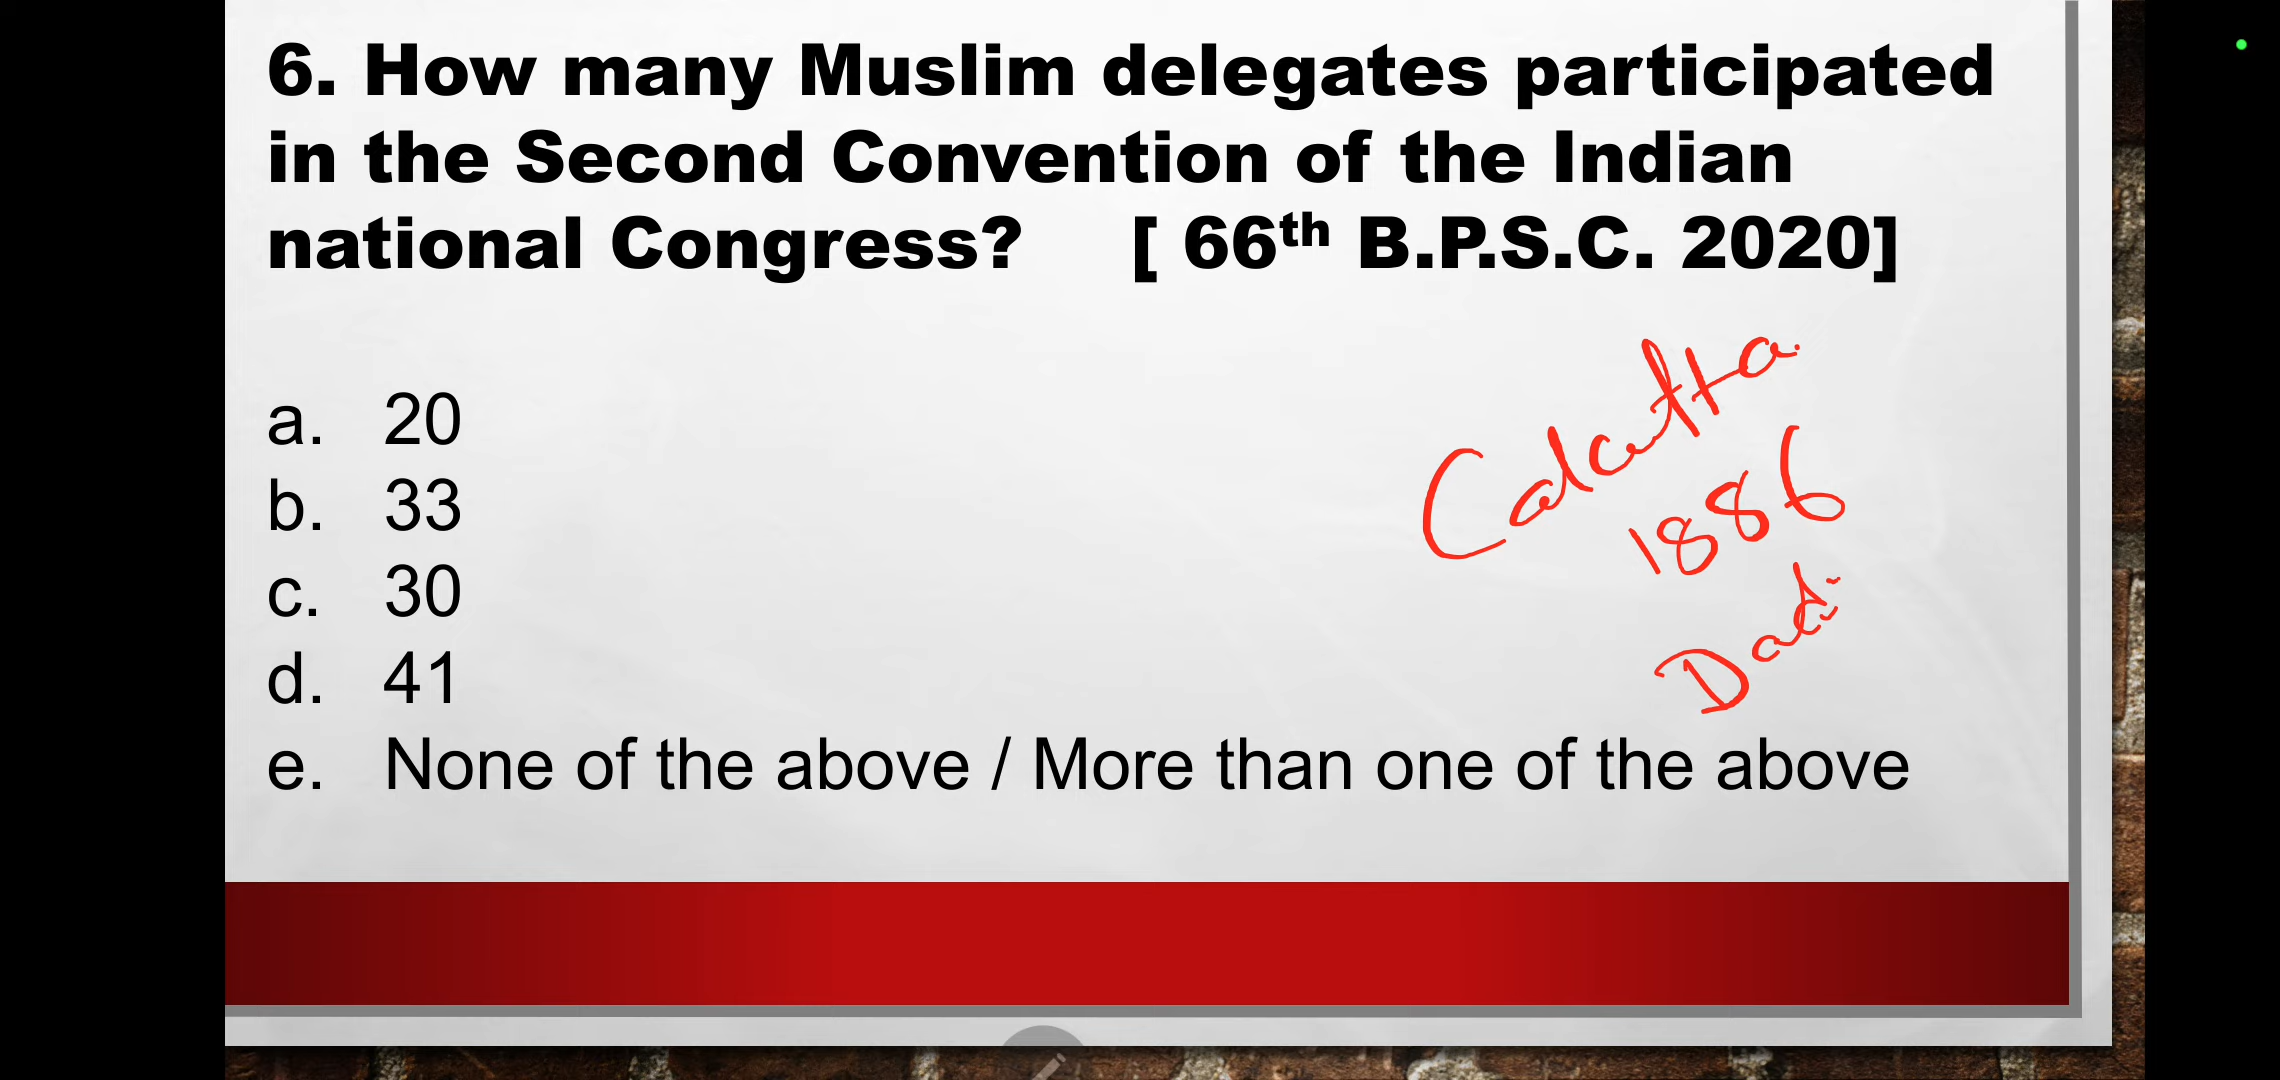 6. How many Muslim delegates participated
in the Second Convention of the Indian
national Congress? [ 66th B.P.S.C. 2020]
Calcutta
1886
Dadi
a. 20
b. 33
c. 30
d. 41
e. None of the above / More than one of the above